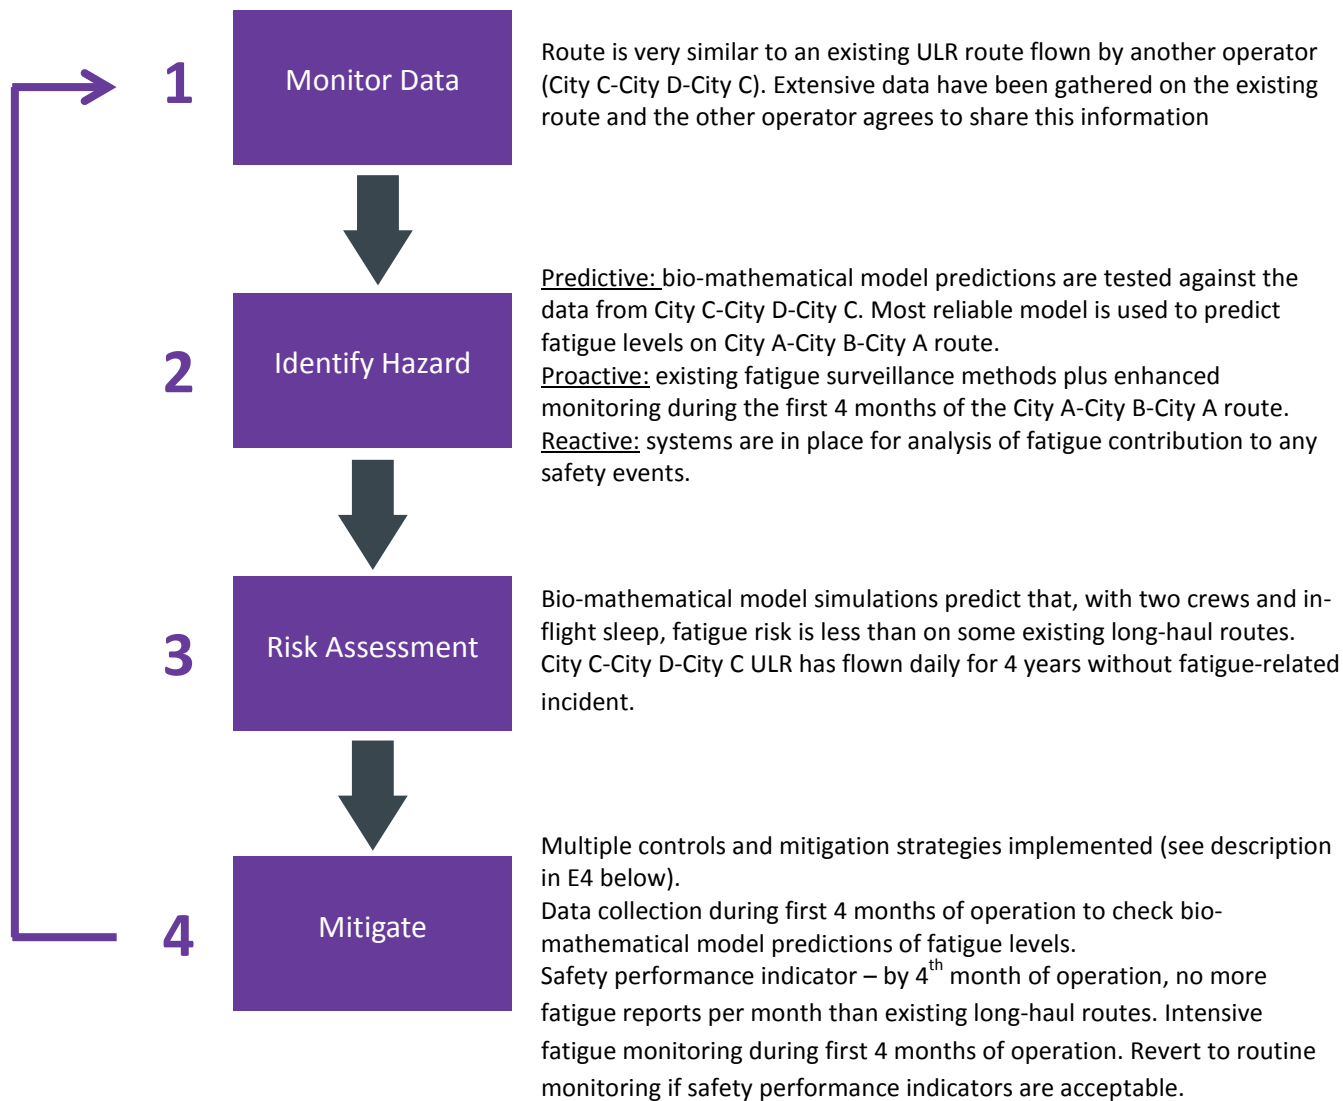 1
Monitor Data
Route is very similar to an existing ULR route flown by another operator
(City C-City D-City C). Extensive data have been gathered on the existing
route and the other operator agrees to share this information
2
Identify Hazard
Predictive: bio-mathematical model predictions are tested against the
data from City C-City D-City C. Most reliable model is used to predict
fatigue levels on City A-City B-City A route.
Proactive: existing fatigue surveillance methods plus enhanced
monitoring during the first 4 months of the City A-City B-City A route.
Reactive: systems are in place for analysis of fatigue contribution to any
safety events.
3
Risk Assessment
Bio-mathematical model simulations predict that, with two crews and in-
flight sleep, fatigue risk is less than on some existing long-haul routes.
City C-City D-City C ULR has flown daily for 4 years without fatigue-related
incident.
4
Mitigate
Multiple controls and mitigation strategies implemented (see description
in E4 below).
Data collection during first 4 months of operation to check bio-
mathematical model predictions of fatigue levels.
Safety performance indicator – by 4th month of operation, no more
fatigue reports per month than existing long-haul routes. Intensive
fatigue monitoring during first 4 months of operation. Revert to routine
monitoring if safety performance indicators are acceptable.